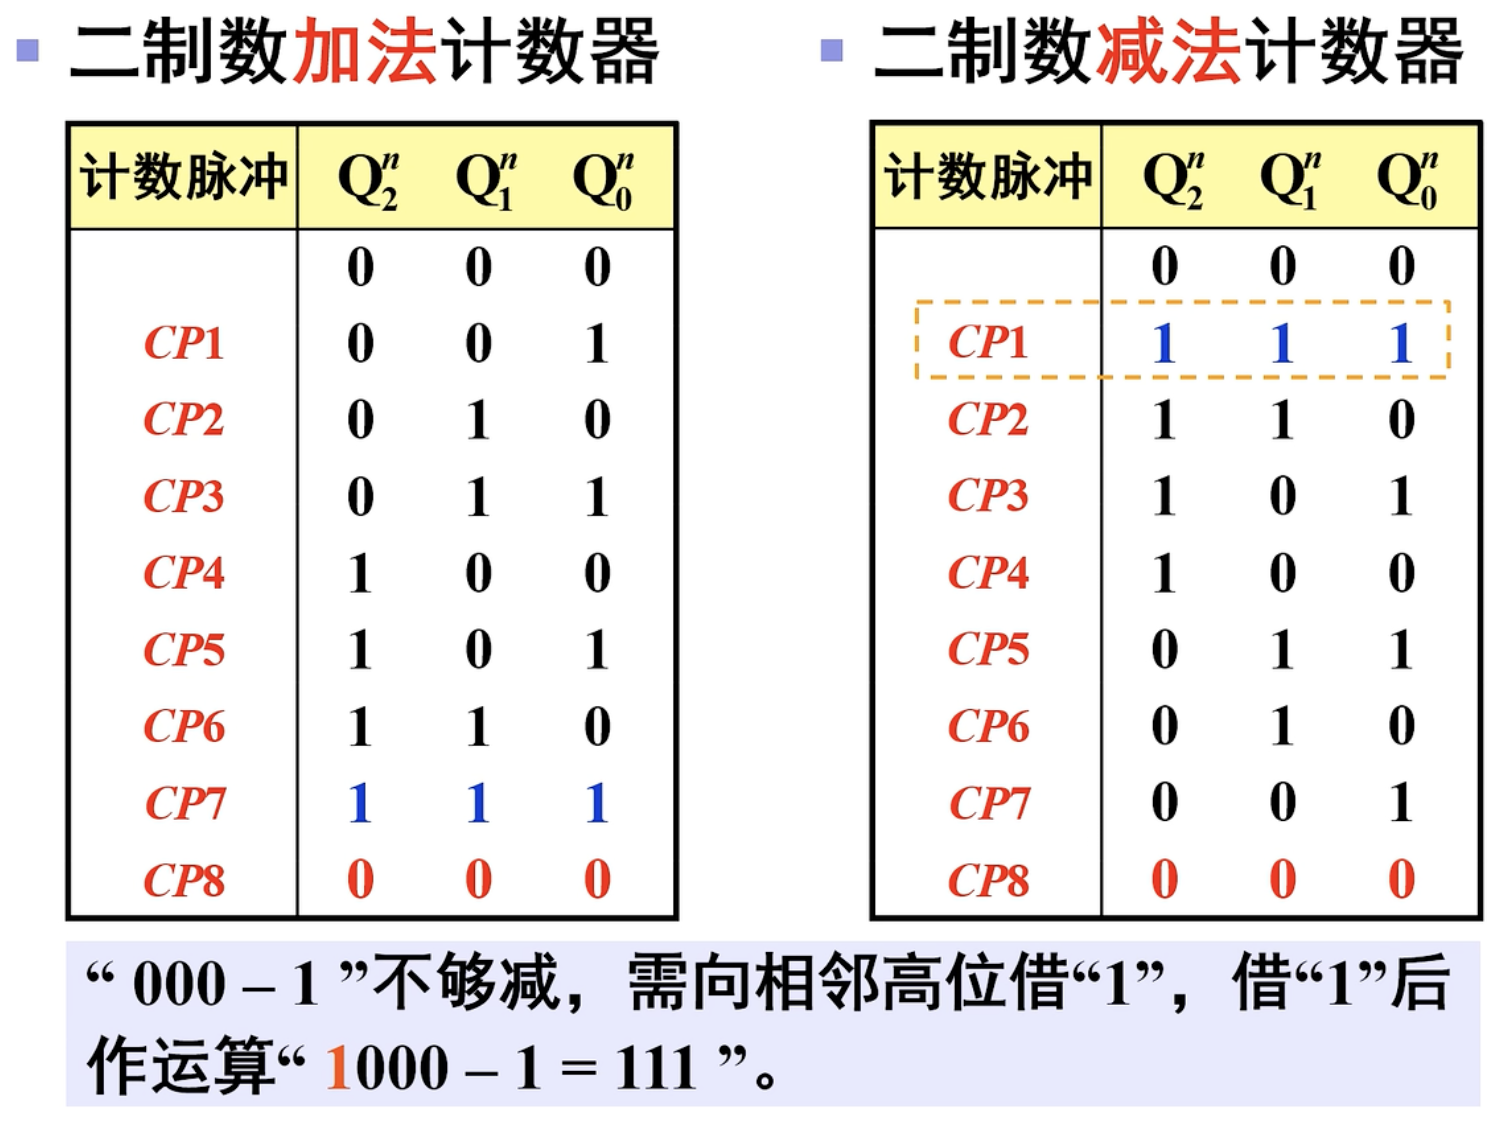 二制数加法计数器
计数脉冲 Q₂ⁿ Q₁ⁿ Q₀ⁿ
0 0 0
CP1 0 0 1
CP2 0 1 0
CP3 0 1 1
CP4 1 0 0
CP5 1 0 1
CP6 1 1 0
CP7 1 1 1
CP8 0 0 0
二制数减法计数器
计数脉冲 Q₂ⁿ Q₁ⁿ Q₀ⁿ
0 0 0
CP1 1 1 1
CP2 1 1 0
CP3 1 0 1
CP4 1 0 0
CP5 0 1 1
CP6 0 1 0
CP7 0 0 1
CP8 0 0 0
“ 000 – 1 ”不够减，需向相邻高位借“1”，借“1”后
作运算“ 1000 – 1 = 111 ”。